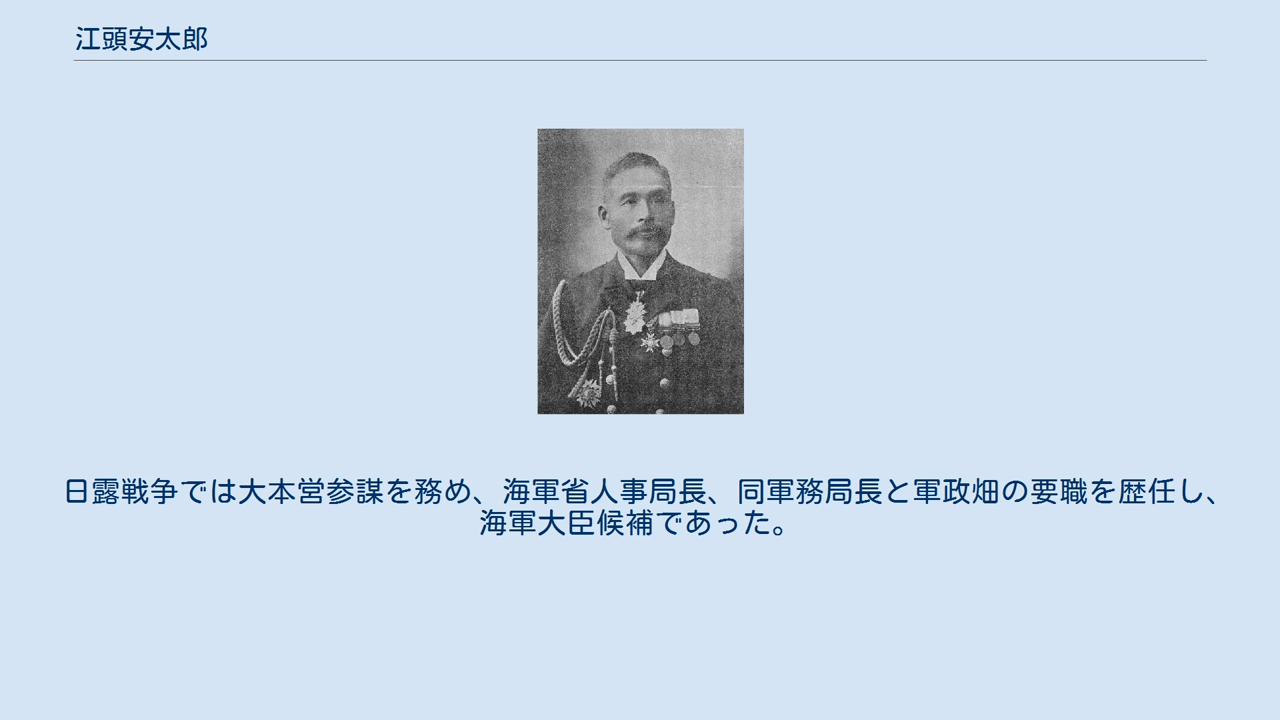 江頭安太郎
日露戦争では大本営参謀を務め、海軍省人事局長、同軍務局長と軍政畑の要職を歴任し、
海軍大臣候補であった。